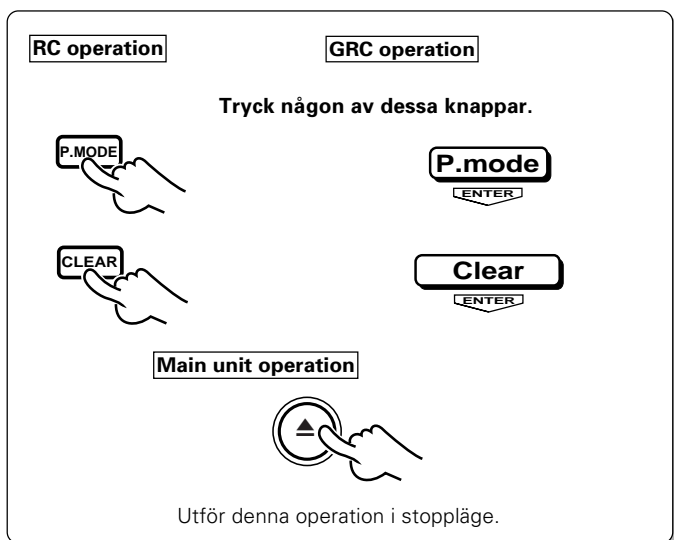 RC operation
GRC operation
Tryck någon av dessa knappar.
P.MODE
P.mode
ENTER
CLEAR
Clear
ENTER
Main unit operation
Utför denna operation i stoppläge.